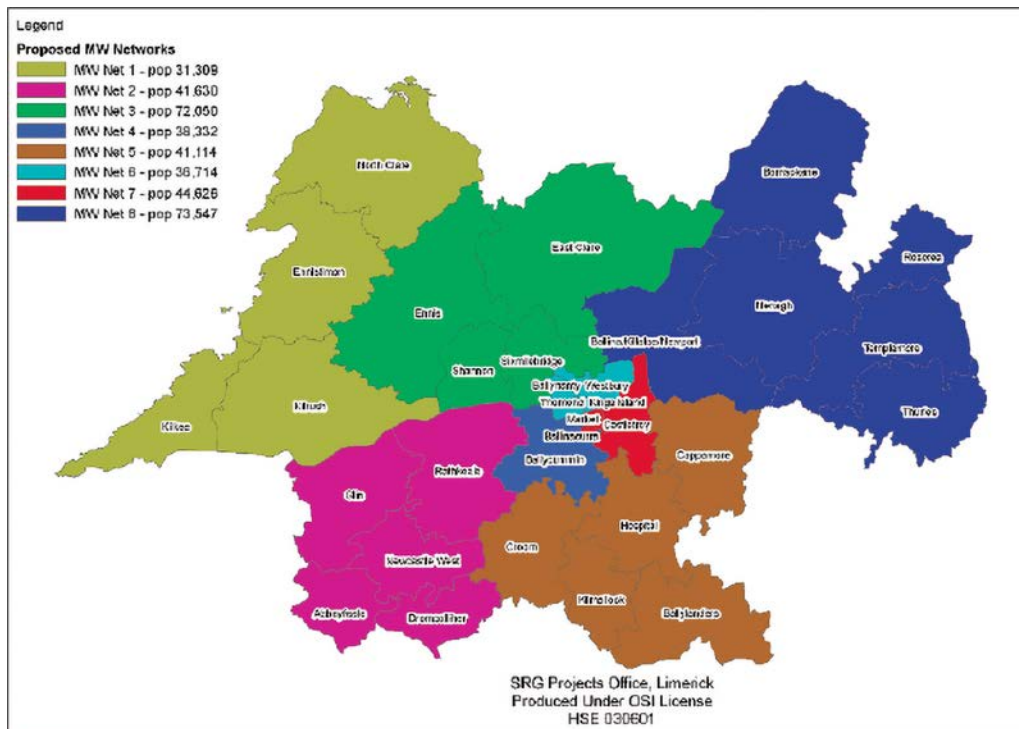 Legend
Proposed MW Networks
MW Net 1 - pop 31,309
MW Net 2 - pop 41,630
MW Net 3 - pop 72,050
MW Net 4 - pop 38,332
MW Net 5 - pop 41,114
MW Net 6 - pop 36,714
MW Net 7 - pop 44,626
MW Net 8 - pop 73,547
North Clare
Borrisokane
East Clare
Roscrea
Ennistimon
Ennis
Nenagh
Ballina/Killaloe/Newport
Templemore
Sixmilebridge
Shannon
Ballynanty Westbury
Kilrush
Thomond Kings Island
Thurles
Kilkee
Market
Castletroy
Ballinacurra
Cappamore
Ballycummin
Rathkeale
Glin
Hospital
Croom
Newcastle West
Kilmallock
Abbeyfeale
Dromcolliher
Ballylanders
SRG Projects Office, Limerick
Produced Under OSI License
HSE 030601